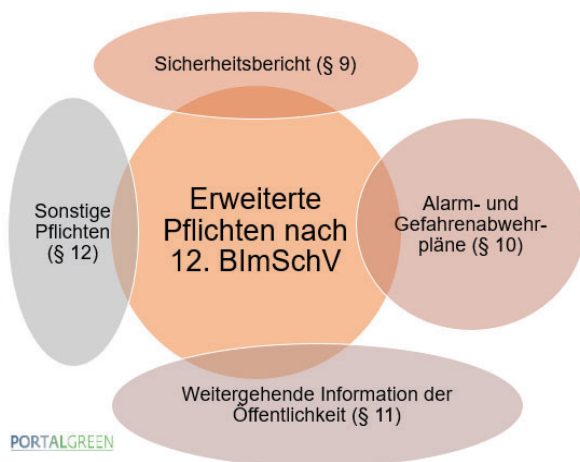 Sicherheitsbericht (§ 9)
Sonstige
Pflichten
(§ 12)
Erweiterte
Pflichten nach
12. BImSchV
Alarm- und
Gefahrenabwehr-
pläne (§ 10)
Weitergehende Information der
Öffentlichkeit (§ 11)
PORTALGREEN